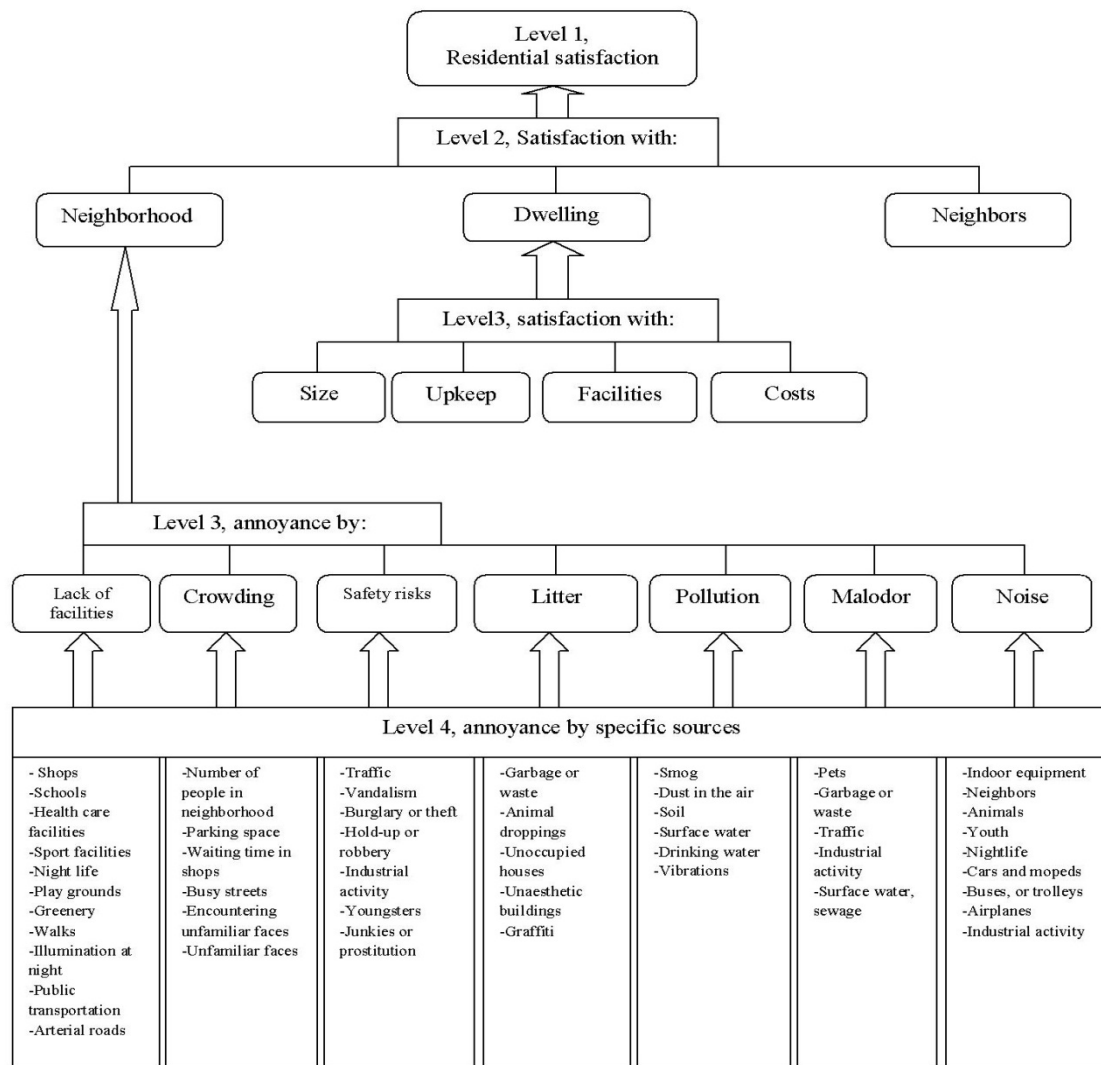 Level 1,
Residential satisfaction
Level 2, Satisfaction with:
Neighborhood
Dwelling
Neighbors
Level3, satisfaction with:
Size
Upkeep
Facilities
Costs
Level 3, annoyance by:
Lack of
facilities
Crowding
Safety risks
Litter
Pollution
Malodor
Noise
Level 4, annoyance by specific sources
- Shops
-Schools
-Health care
facilities
-Sport facilities
-Night life
-Play grounds
-Greenery
-Walks
-Illumination at
night
-Public
transportation
-Arterial roads
-Number of
people in
neighborhood
-Parking space
-Waiting time in
shops
-Busy streets
-Encountering
unfamiliar faces
-Unfamiliar faces
-Traffic
-Vandalism
-Burglary or theft
-Hold-up or
robbery
-Industrial
activity
-Youngsters
-Junkies or
prostitution
-Garbage or
waste
-Animal
droppings
-Unoccupied
houses
-Unaesthetic
buildings
-Graffiti
-Smog
-Dust in the air
-Soil
-Surface water
-Drinking water
-Vibrations
-Pets
-Garbage or
waste
-Traffic
-Industrial
activity
-Surface water,
sewage
-Indoor equipment
-Neighbors
-Animals
-Youth
-Nightlife
-Cars and mopeds
-Buses, or trolleys
-Airplanes
-Industrial activity